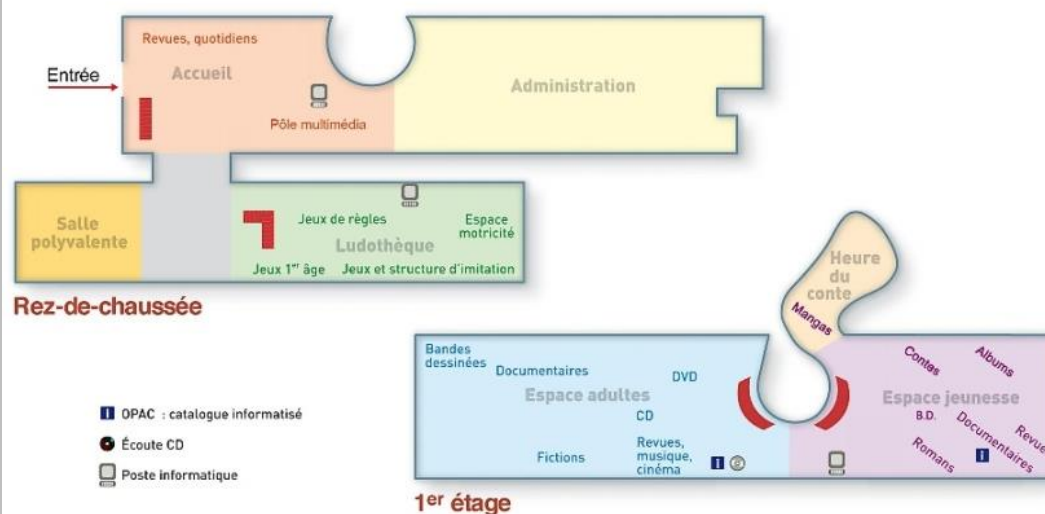 Revues, quotidiens
Accueil
Entrée
Pôle multimédia
Administration
Salle
polyvalente
Jeux de règles
Espace
motricité
Ludothèque
Jeux 1er âge
Jeux et structure d'imitation
Rez-de-chaussée
Heure
du
conte
Mangas
Bandes
dessinées
Documentaires
DVD
Espace adultes
CD
Fictions
Revues,
musique,
cinéma
Contes
Albums
Espace jeunesse
B.D.
Documentaires
Revue
Romans
1er étage
i OPAC : catalogue informatisé
Écoute CD
Poste informatique